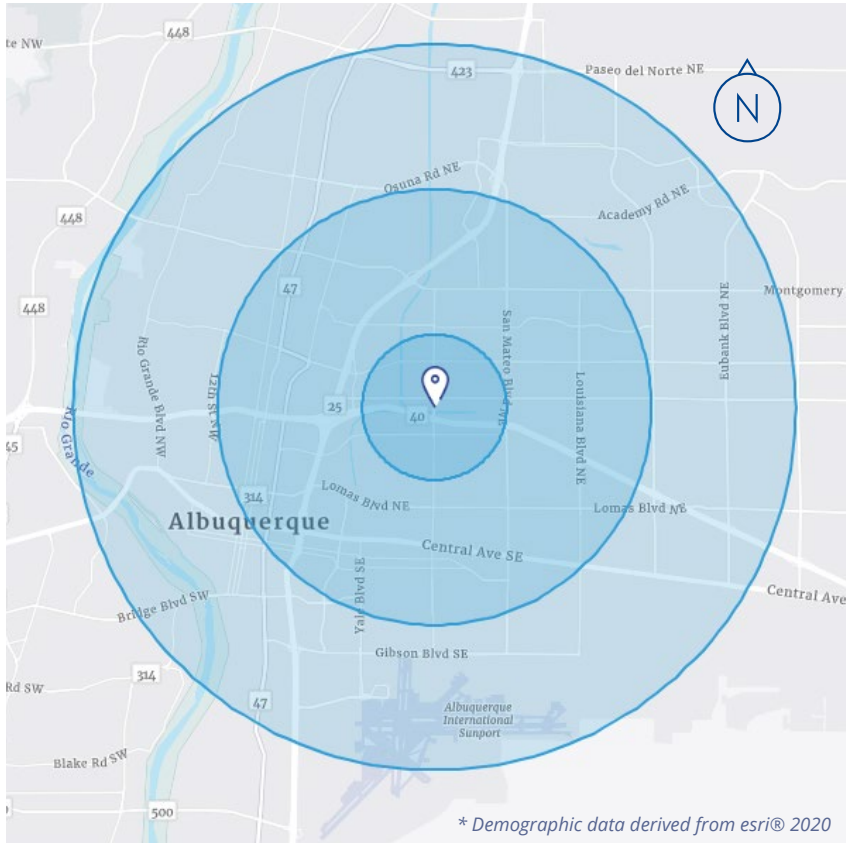 448
te NW
423
Paseo del Norte NE
N
Osuna Rd NE
Academy Rd NE
448
47
Montgomery
448
San Mateo Blvd NE
Eubank Blvd NE
Rio Grande Blvd NW
12th St NW
Louisiana Blvd NE
25
40
45
Rio Grande
314
Lomas Blvd NE
Lomas Blvd NE
Albuquerque
Central Ave SE
Yale Blvd SE
Central Ave
Bridge Blvd SW
Gibson Blvd SE
314
Rd SW
47
Albuquerque
International
Sunport
Blake Rd SW
500
* Demographic data derived from esri® 2020